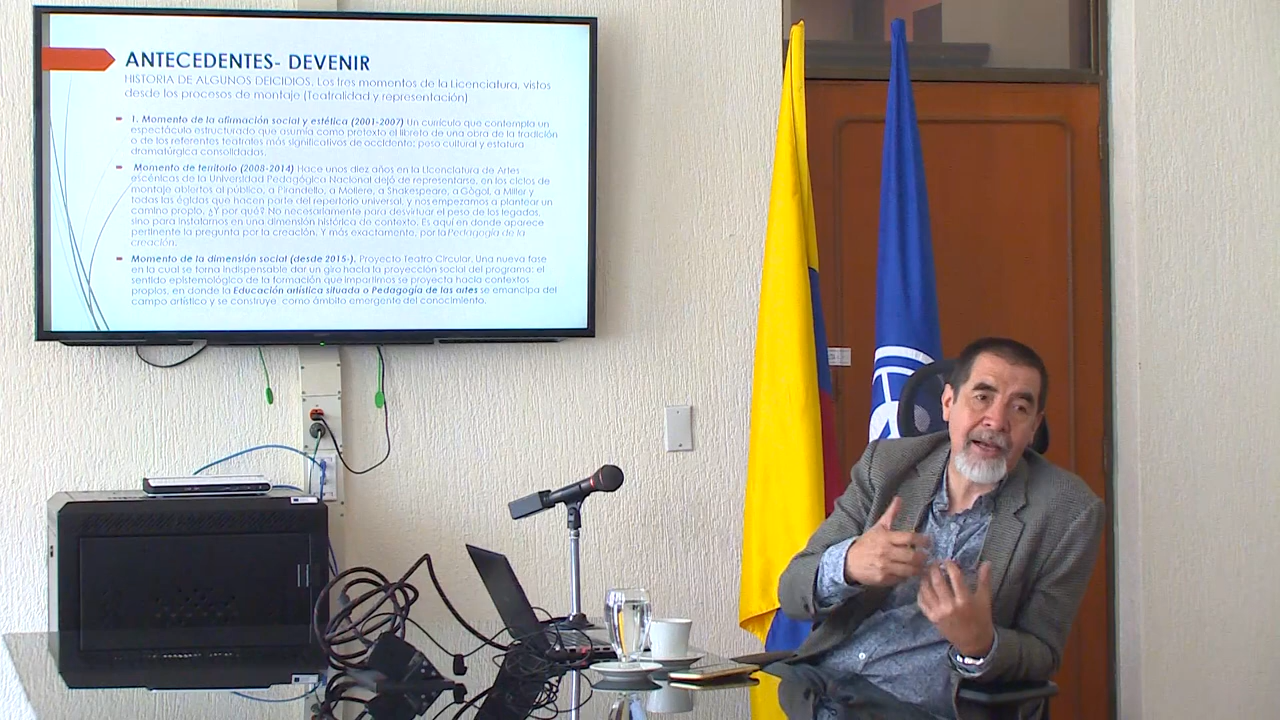 ANTECEDENTES- DEVENIR
HISTORIA DE ALGUNOS DEICIDIOS. Los tres momentos de la Licenciatura, vistos
desde los procesos de montaje (Teatralidad y representación)
1. Momento de la afirmación social y estética (2001-2007) Un currículo que contempla un
espectáculo estructurado que asumía como pretexto el libreto de una obra de la tradición
o de los referentes teatrales más significativos de occidente: peso cultural y estatura
dramatúrgica consolidadas.
Momento de territorio (2008-2014) Hace unos diez años en la Licenciatura de Artes
escénicas de la Universidad Pedagógica Nacional dejó de representarse, en los ciclos de
montaje abiertos al público, a Pirandello, a Moliere, a Shakespeare, a Gógol, a Miller y
todas las égidas que hacen parte del repertorio universal, y nos empezamos a plantear un
camino propio. ¿Y por qué? No necesariamente para desvirtuar el peso de los legados,
sino para instalarnos en una dimensión histórica de contexto. Es aquí en donde aparece
pertinente la pregunta por la creación. Y más exactamente, por la Pedagogía de la
creación.
Momento de la dimensión social (desde 2015-). Proyecto Teatro Circular. Una nueva fase
en la cual se torna indispensable dar un giro hacia la proyección social del programa: el
sentido epistemológico de la formación que impartimos se proyecta hacia contextos
propios, en donde la Educación artística situada o Pedagogía de las artes se emancipa del
campo artístico y se construye como ámbito emergente del conocimiento.